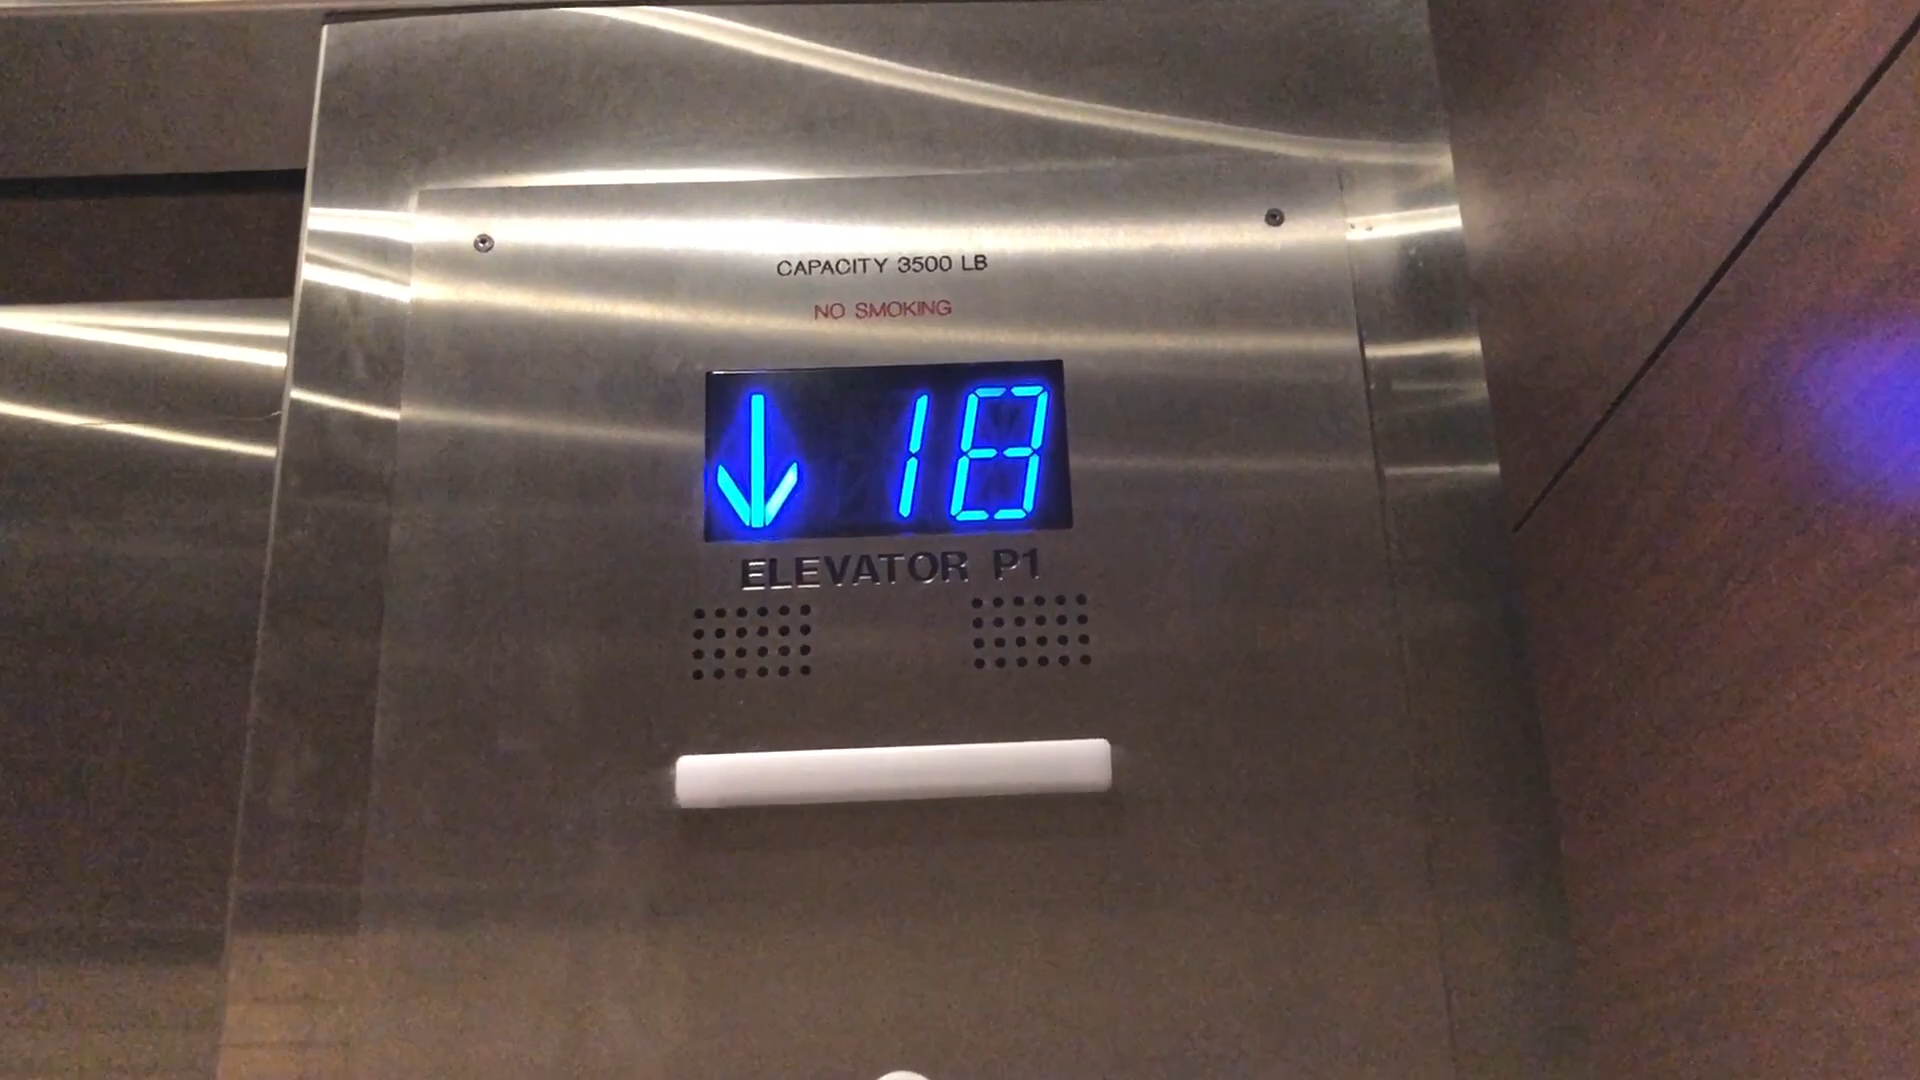 CAPACITY 3500 LB
NO SMOKING
↓ 18
ELEVATOR P1